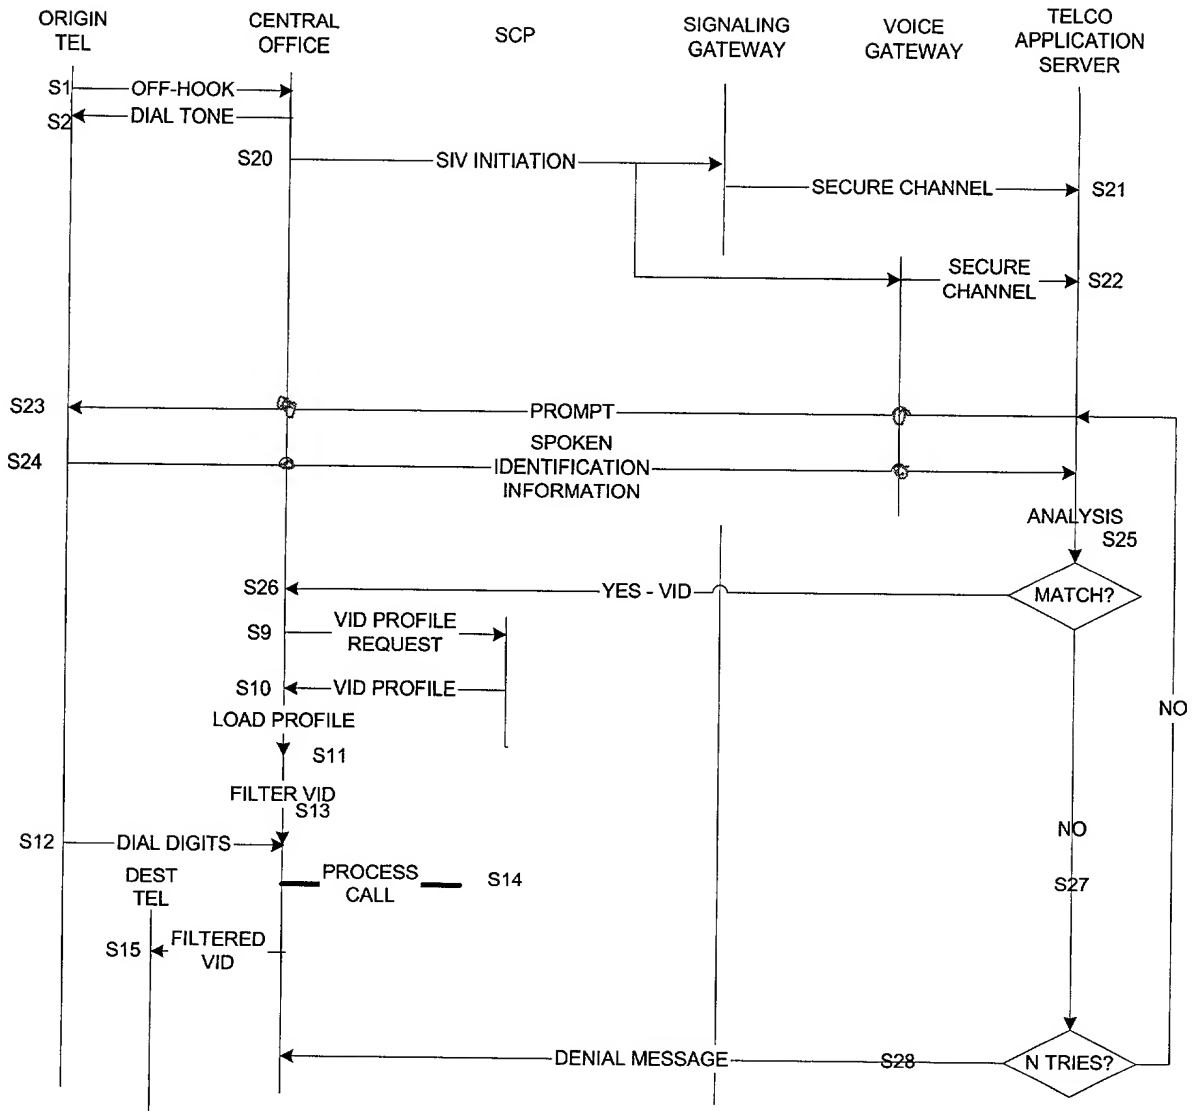 ORIGIN
TEL
CENTRAL
OFFICE
SCP
SIGNALING
GATEWAY
VOICE
GATEWAY
TELCO
APPLICATION
SERVER
S1
OFF-HOOK
S2
DIAL TONE
S20
SIV INITIATION
SECURE CHANNEL
S21
SECURE
CHANNEL
S22
S23
PROMPT
S24
SPOKEN
IDENTIFICATION
INFORMATION
ANALYSIS
S25
S26
YES - VID
MATCH?
S9
VID PROFILE
REQUEST
S10
VID PROFILE
LOAD PROFILE
NO
S11
FILTER VID
S13
S12
DIAL DIGITS
NO
DEST
TEL
PROCESS
CALL
S14
S27
S15
FILTERED
VID
DENIAL MESSAGE
S28
N TRIES?